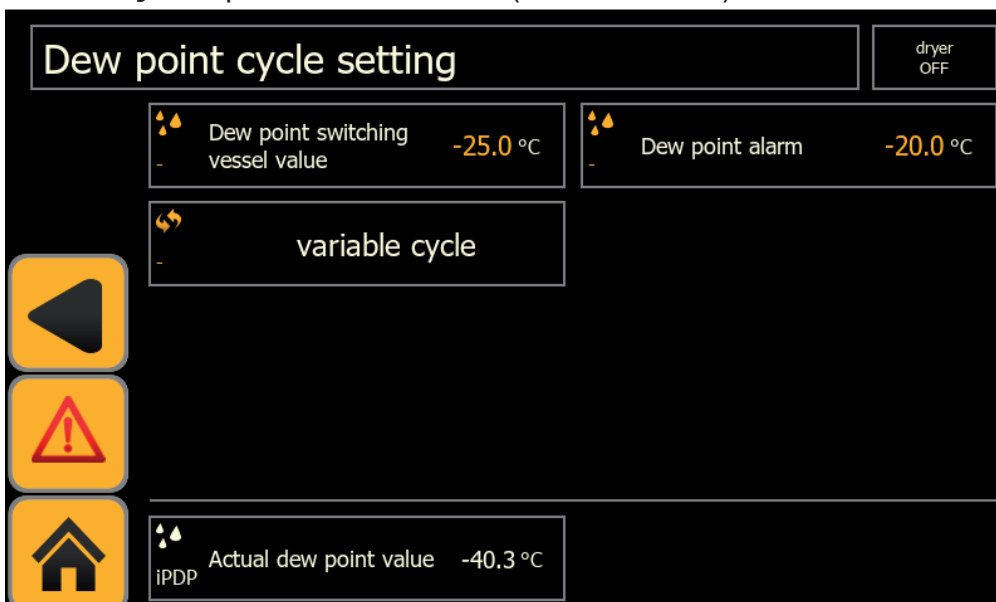 Dew point cycle setting
dryer
OFF
Dew point switching
vessel value
-25.0 °C
-
Dew point alarm
-20.0 °C
-
variable cycle
-
Actual dew point value
-40.3 °C
iPDP